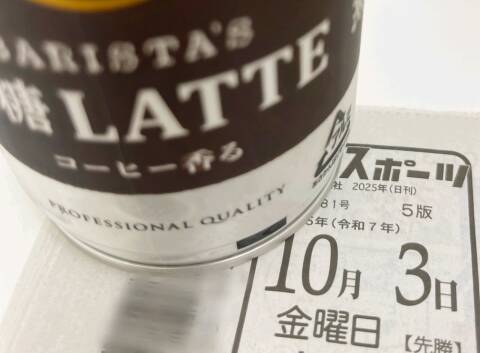 BARISTA'S
糖 LATTE
コーヒー香る
PROFESSIONAL QUALITY
スポーツ
社 2025年(日刊)
81号 5版
5年(令和7年)
10月3日
金曜日【先勝】